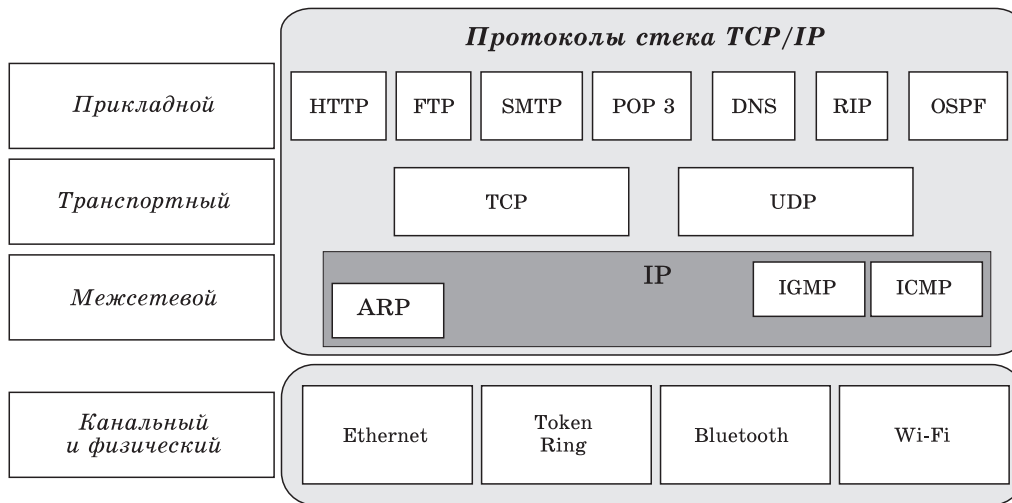 Протоколы стека TCP/IP
Прикладной
HTTP
FTP
SMTP
POP 3
DNS
RIP
OSPF
Транспортный
TCP
UDP
Межсетевой
IP
ARP
IGMP
ICMP
Канальный
и физический
Ethernet
Token
Ring
Bluetooth
Wi-Fi